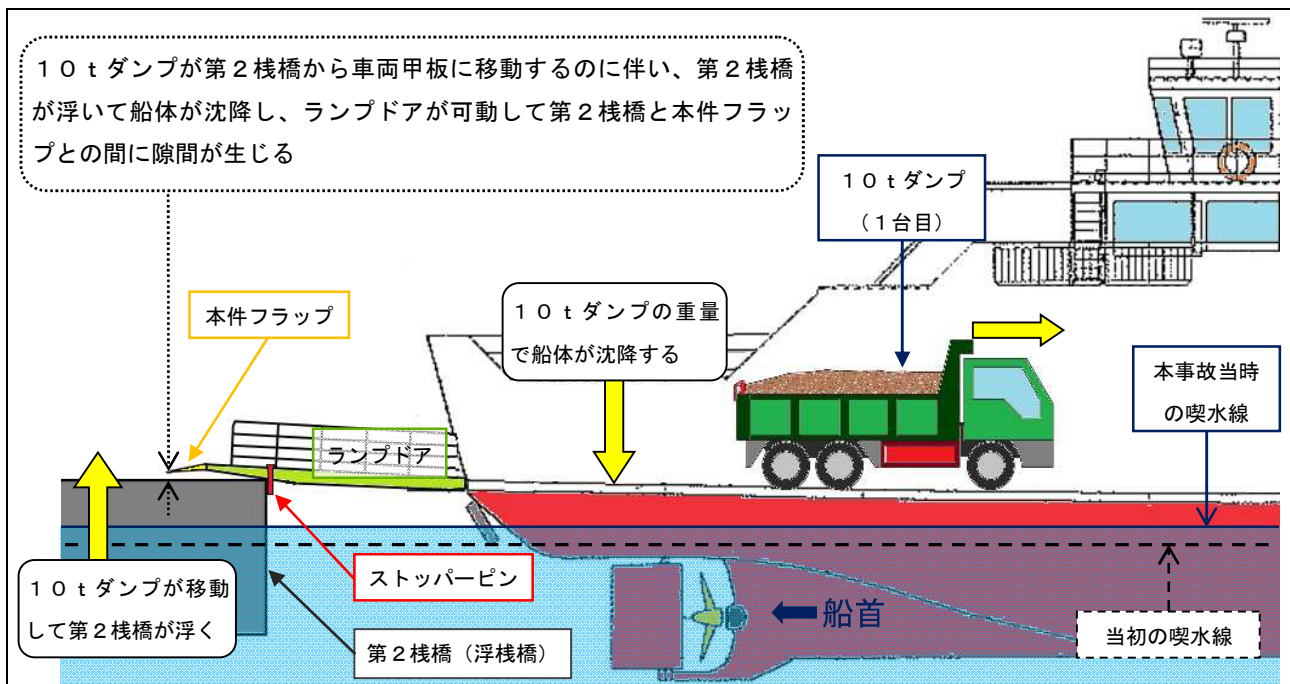 １０ｔダンプが第２桟橋から車両甲板に移動するのに伴い、第２桟橋
が浮いて船体が沈降し、ランプドアが可動して第２桟橋と本件フラッ
プとの間に隙間が生じる
１０ｔダンプ
（１台目）
本件フラップ
１０ｔダンプの重量
で船体が沈降する
本事故当時
の喫水線
ランプドア
１０ｔダンプが移動
して第２桟橋が浮く
ストッパーピン
第２桟橋（浮桟橋）
船首
当初の喫水線